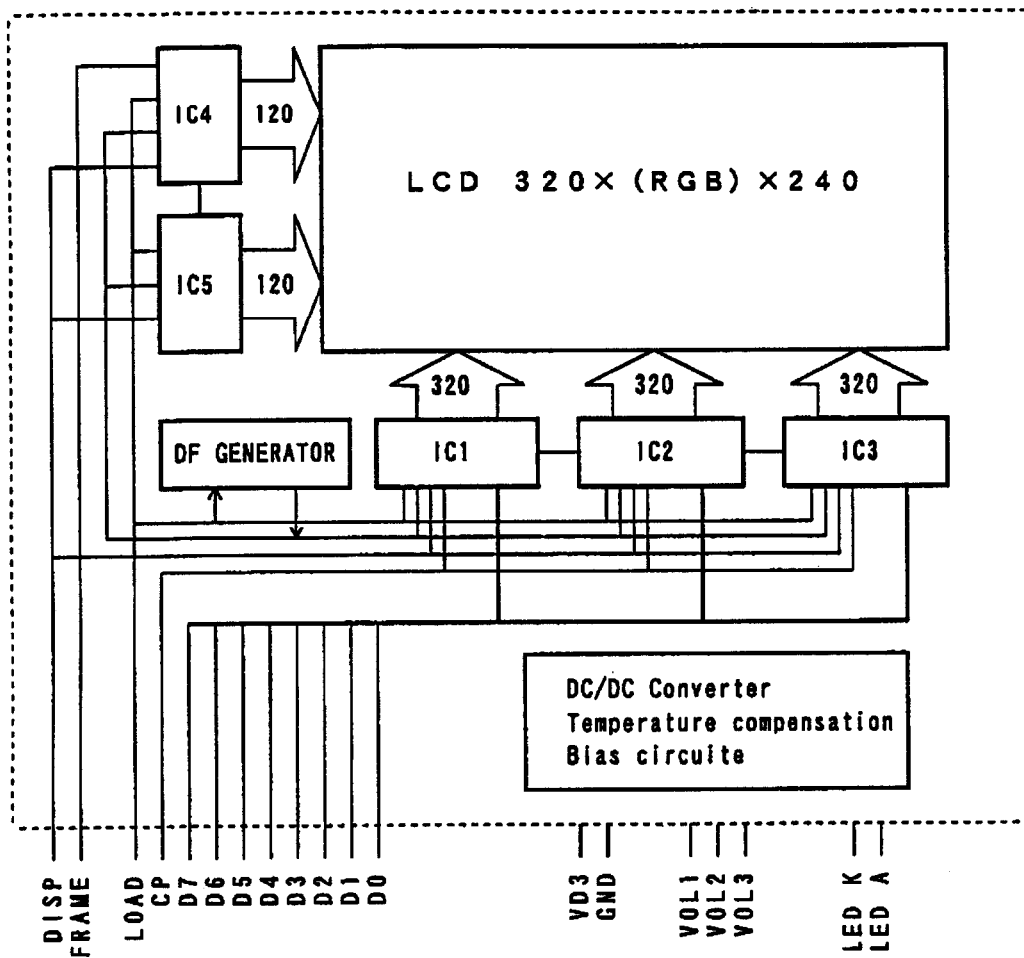 IC4
120
LCD 320×(RGB)×240
IC5
120
320
320
320
DF GENERATOR
IC1
IC2
IC3
DC/DC Converter
Temperature compensation
Bias circuite
DISP
FRAME
LOAD
CP
D7
D6
D5
D4
D3
D2
D1
D0
VD3
GND
VOL1
VOL2
VOL3
LED K
LED A